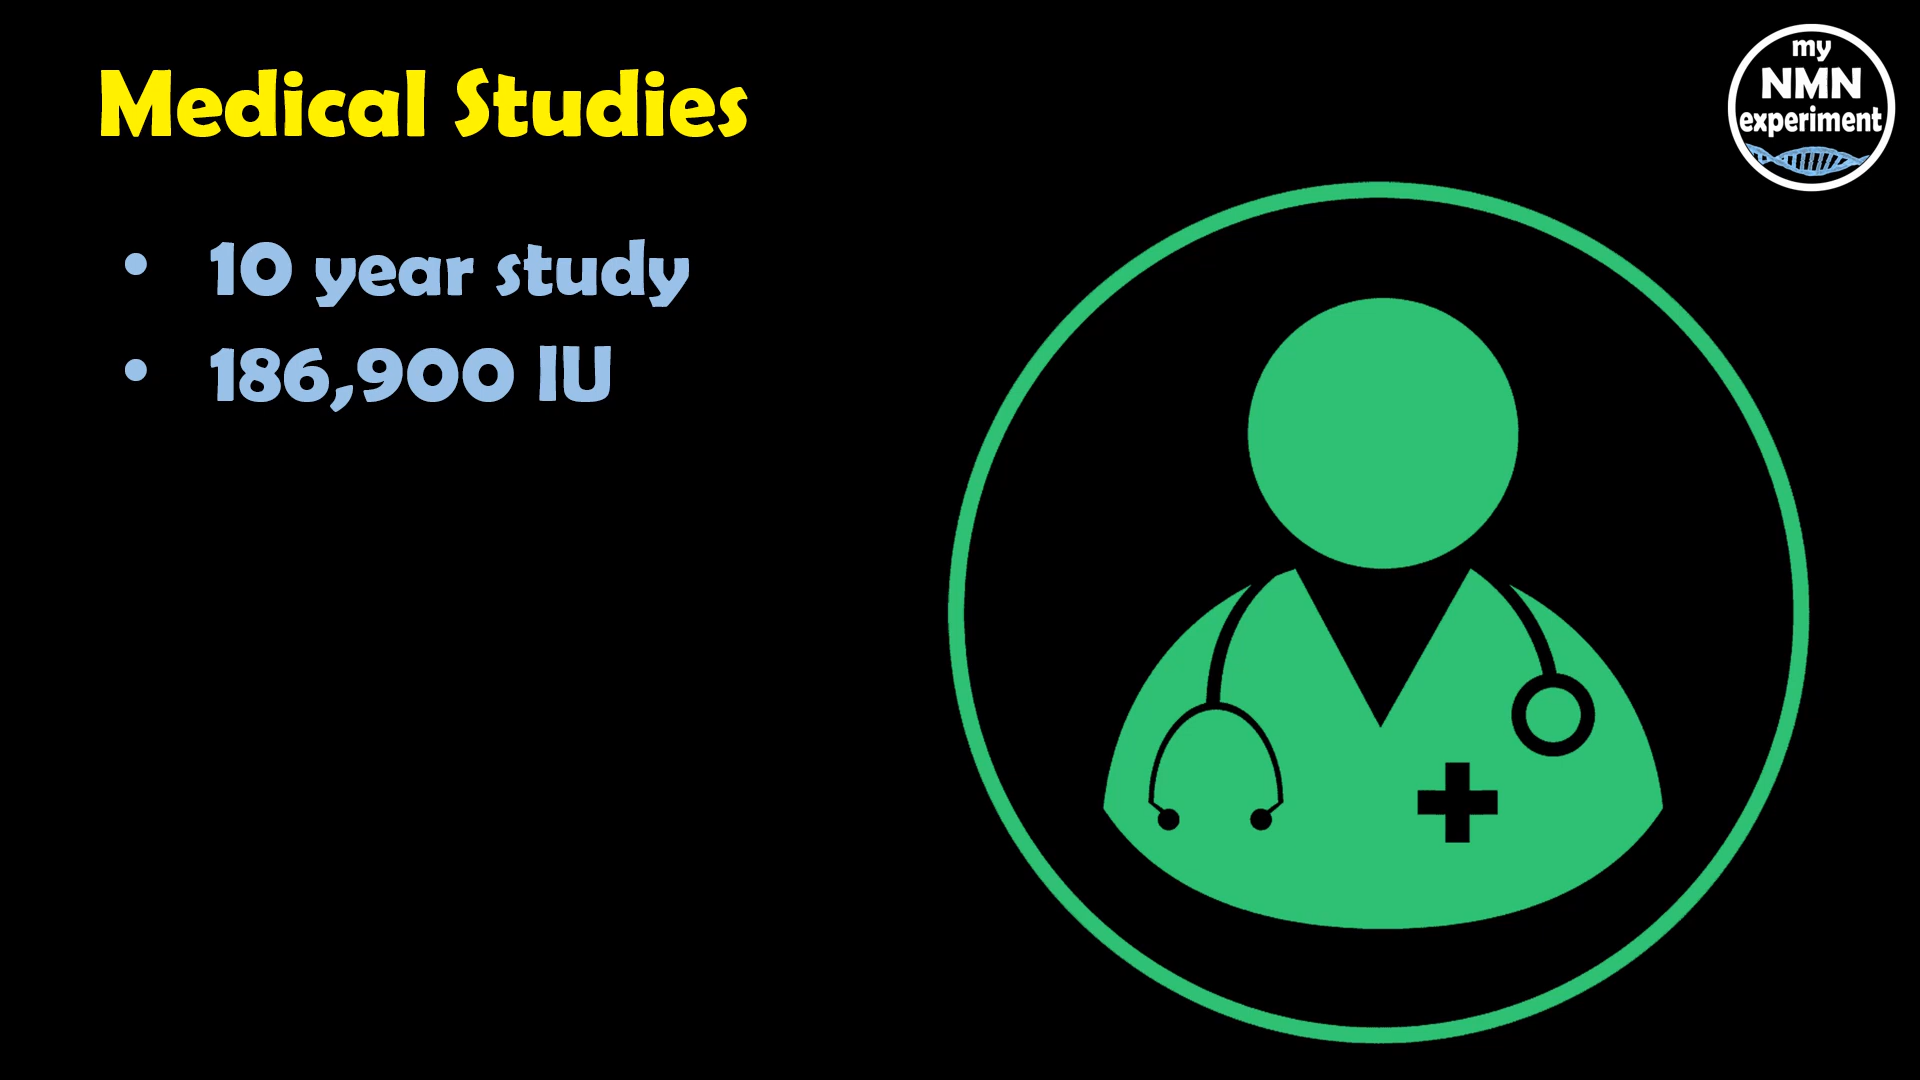 Medical Studies
my
NMN
experiment
• 10 year study
• 186,900 IU